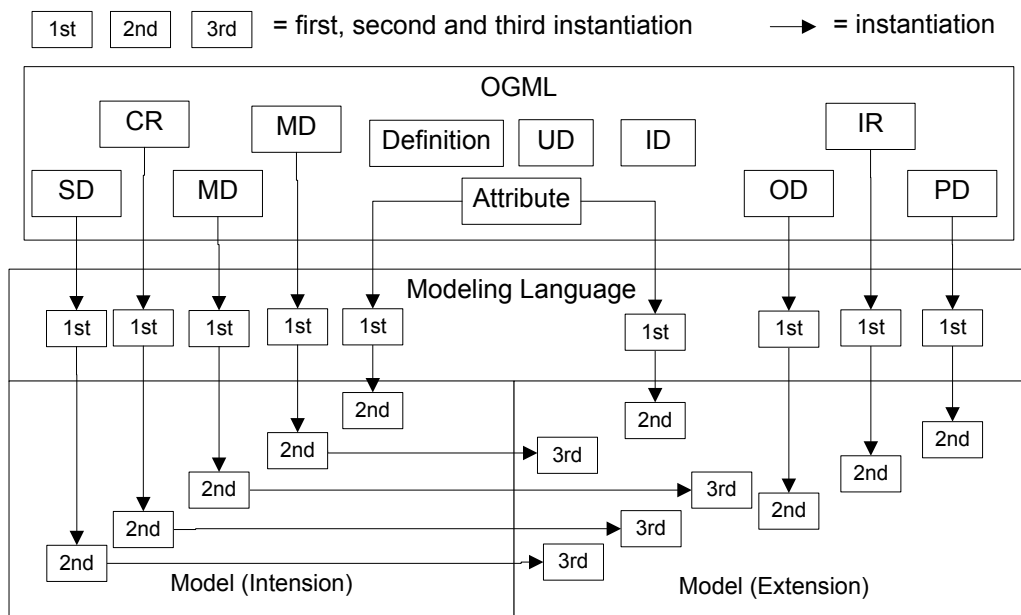 1st 2nd 3rd = first, second and third instantiation = instantiation
OGML
CR MD IR
Definition UD ID
SD MD OD PD
Attribute
Modeling Language
1st 1st 1st 1st 1st 1st 1st 1st 1st
2nd
2nd
2nd
2nd 3rd
2nd
2nd 3rd
2nd
2nd 3rd
2nd 3rd
Model (Intension) Model (Extension)